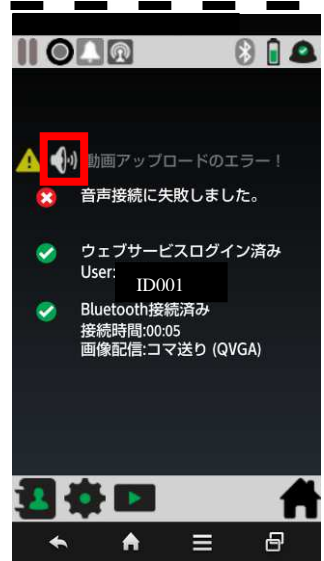 動画アップロードのエラー！
音声接続に失敗しました。
ウェブサービスログイン済み
User:
ID001
Bluetooth接続済み
接続時間:00:05
画像配信:コマ送り (QVGA)